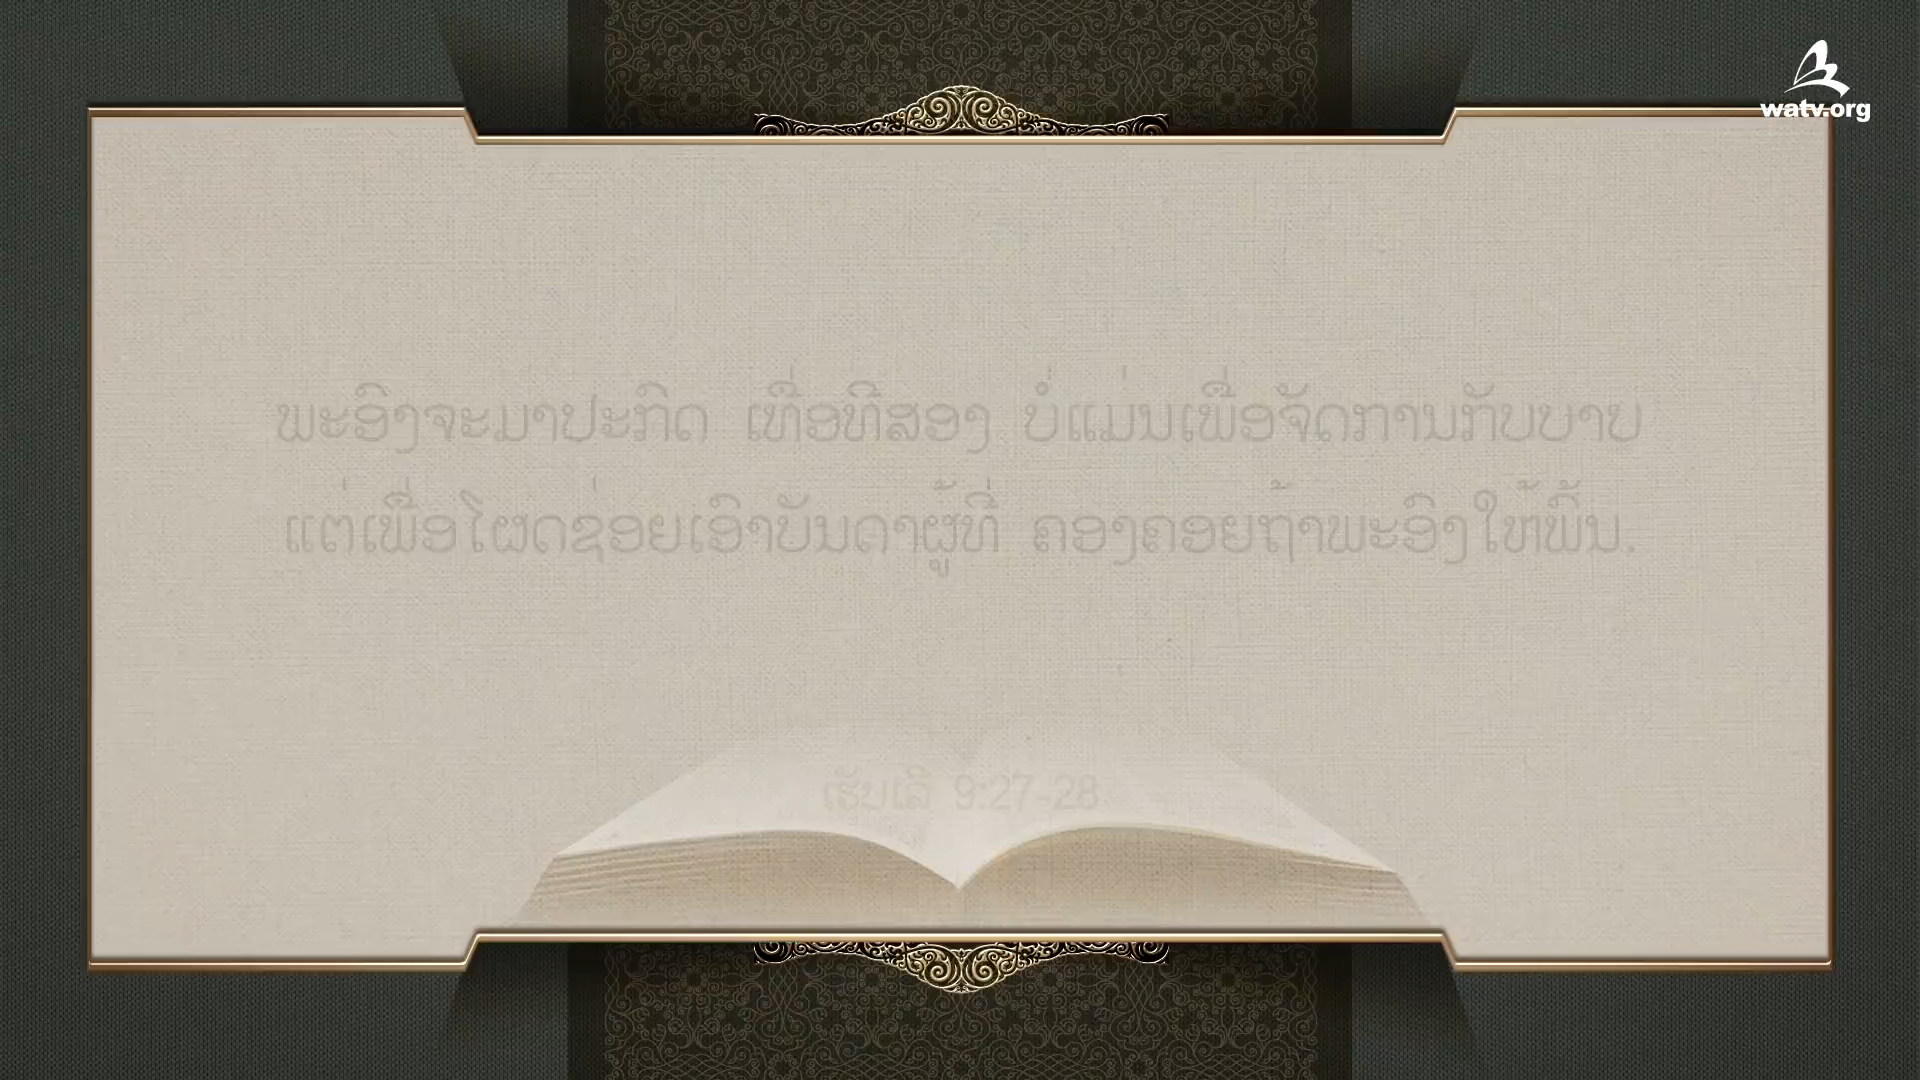 watv.org
ພະອົງຈະມາປະກົດ ເທື່ອທີສອງ ບໍ່ແມ່ນເພື່ອຈັດການກັບບາບ
ແຕ່ເພື່ອໂຜດຊ່ອຍເອົາບັນດາຜູ້ທີ່ ຄອງຄອຍຖ້າພະອົງໃຫ້ພົ້ນ.
ເຮັບເລີ 9:27-28